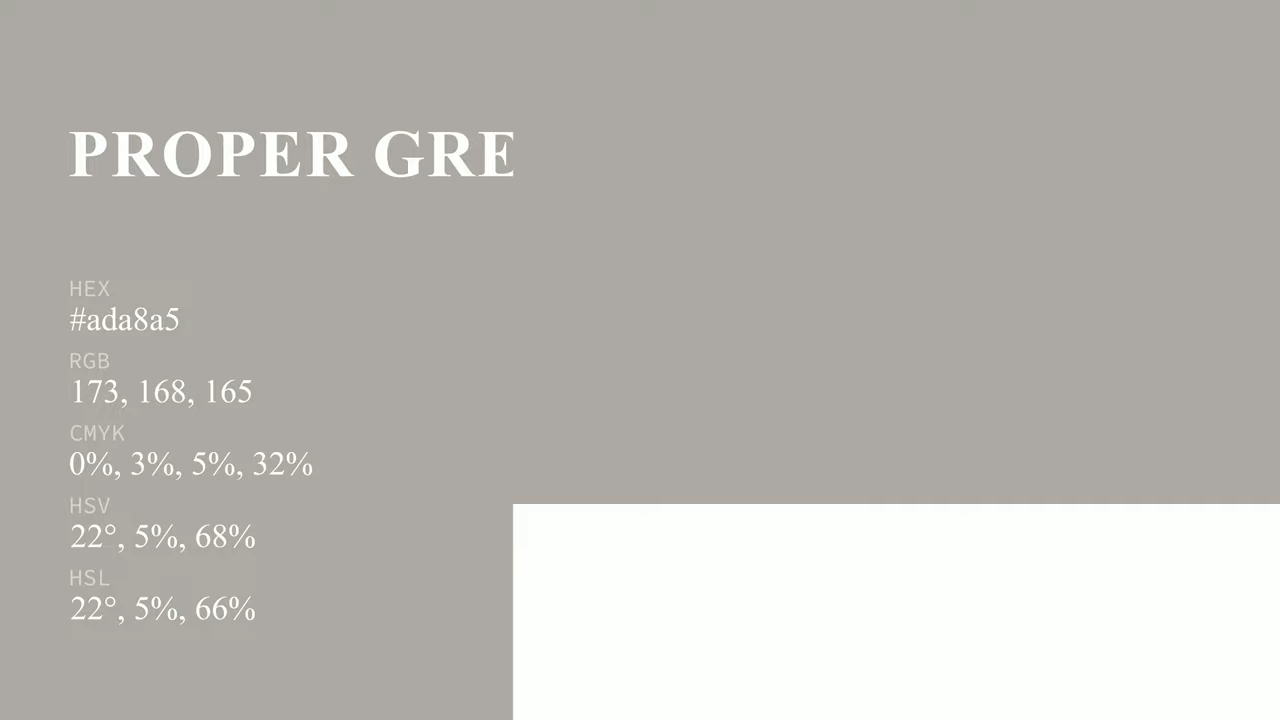 PROPER GRE
HEX
#ada8a5
RGB
173, 168, 165
CMYK
0%, 3%, 5%, 32%
HSV
22°, 5%, 68%
HSL
22°, 5%, 66%